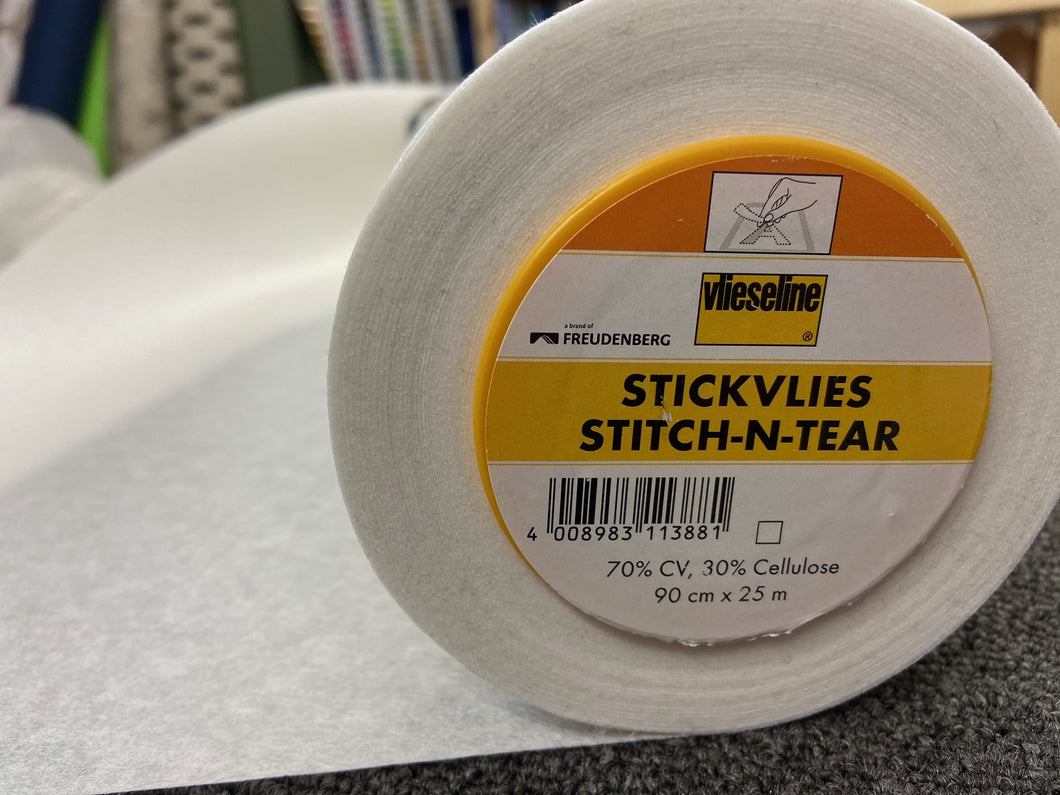 vlieseline
®
a brand of
FREUDENBERG
STICKVLIES
STITCH-N-TEAR
4 008983 113881
70% CV, 30% Cellulose
90 cm x 25 m